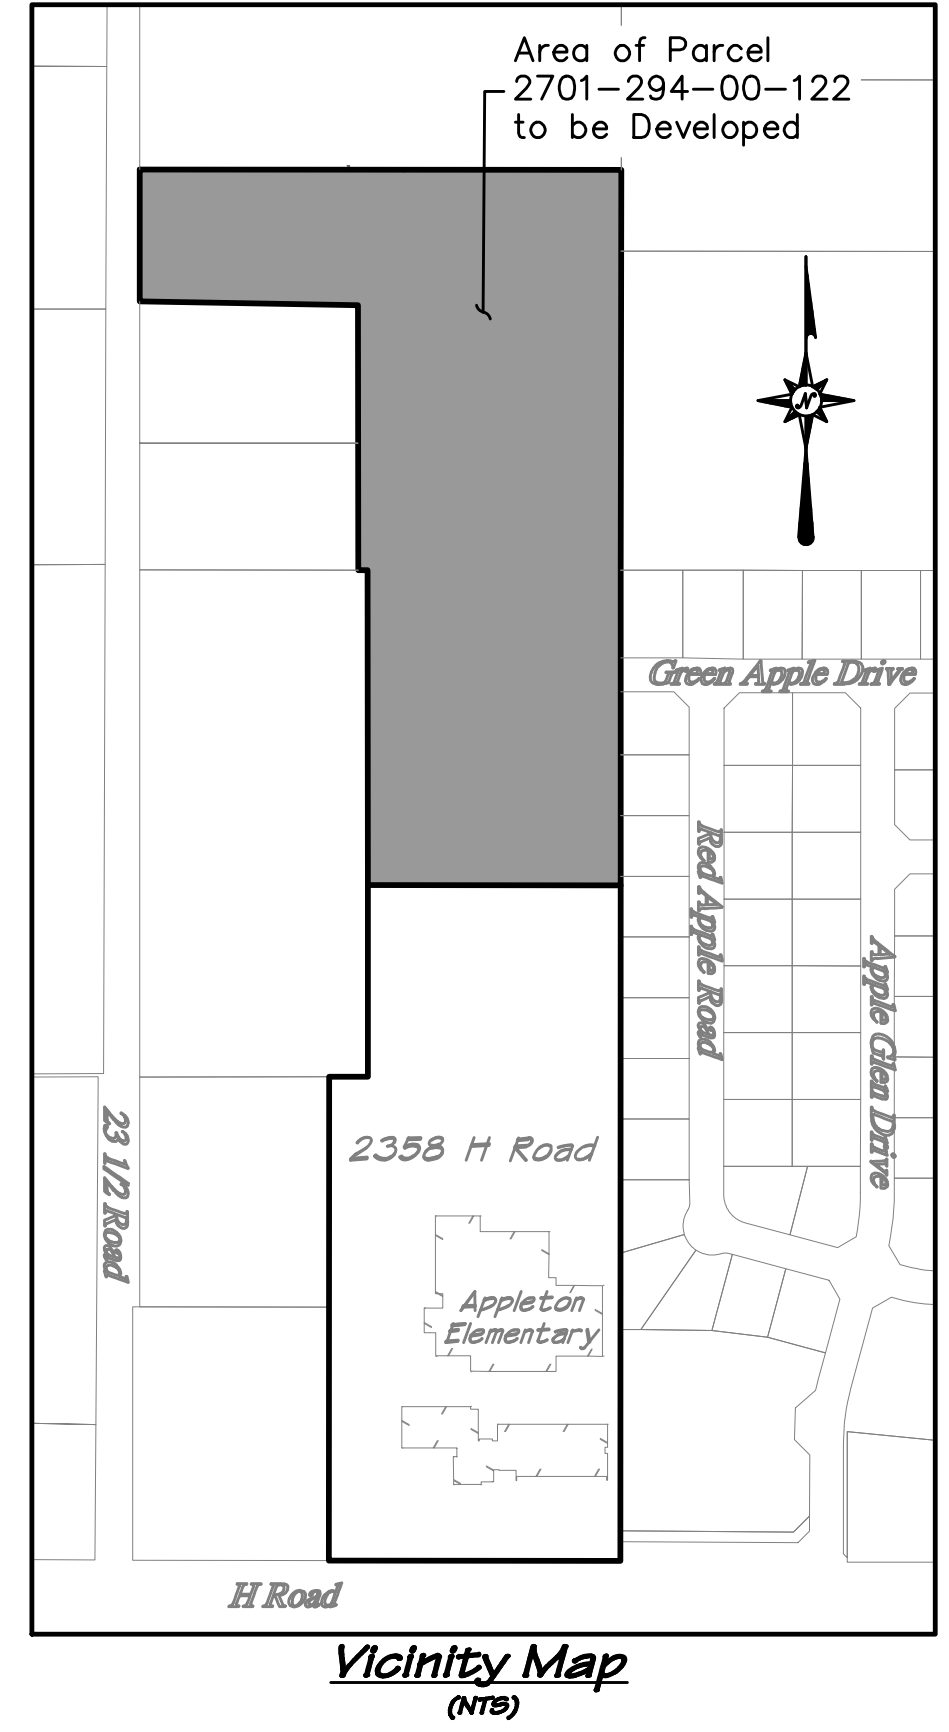 Area of Parcel
2701-294-00-122
to be Developed
N
Green Apple Drive
Red Apple Road
Apple Glen Drive
23 1/2 Road
2358 H Road
Appleton
Elementary
H Road
Vicinity Map
(NTS)